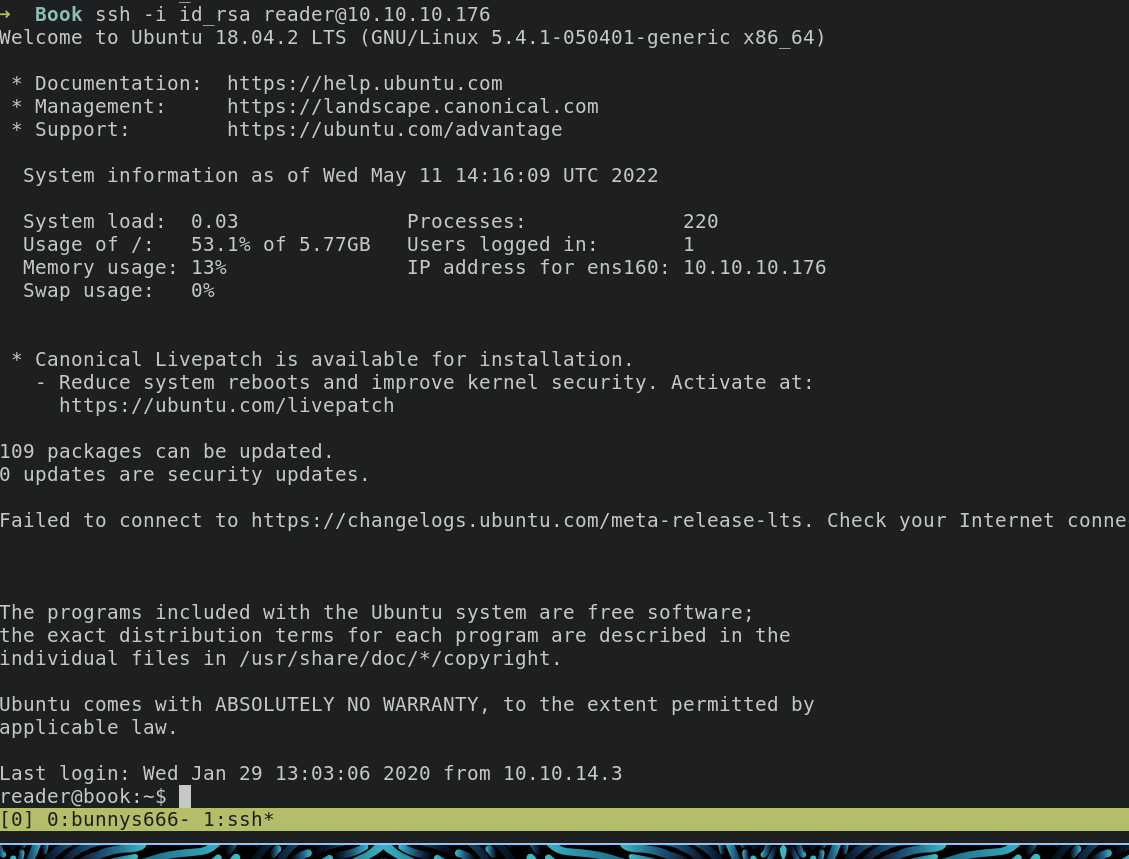 →  Book ssh -i id_rsa reader@10.10.10.176
Welcome to Ubuntu 18.04.2 LTS (GNU/Linux 5.4.1-050401-generic x86_64)
 * Documentation:  https://help.ubuntu.com
 * Management:     https://landscape.canonical.com
 * Support:        https://ubuntu.com/advantage
  System information as of Wed May 11 14:16:09 UTC 2022
  System load:  0.03              Processes:             220
  Usage of /:   53.1% of 5.77GB   Users logged in:       1
  Memory usage: 13%               IP address for ens160: 10.10.10.176
  Swap usage:   0%
 * Canonical Livepatch is available for installation.
   - Reduce system reboots and improve kernel security. Activate at:
     https://ubuntu.com/livepatch
109 packages can be updated.
0 updates are security updates.
Failed to connect to https://changelogs.ubuntu.com/meta-release-lts. Check your Internet conne
The programs included with the Ubuntu system are free software;
the exact distribution terms for each program are described in the
individual files in /usr/share/doc/*/copyright.
Ubuntu comes with ABSOLUTELY NO WARRANTY, to the extent permitted by
applicable law.
Last login: Wed Jan 29 13:03:06 2020 from 10.10.14.3
reader@book:~$
[0] 0:bunnys666- 1:ssh*